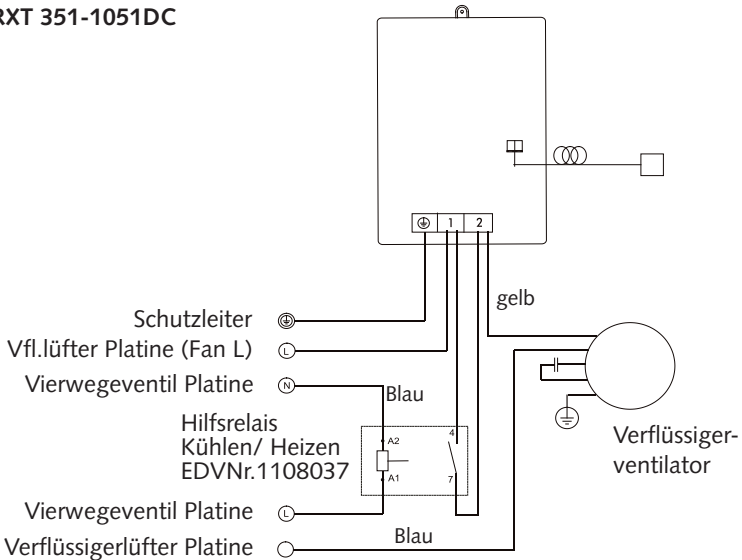 RXT 351-1051DC
1 2
gelb
Schutzleiter
Vfl.lüfter Platine (Fan L) L
Vierwegeventil Platine N
Blau
Hilfsrelais
Kühlen/ Heizen
EDVNr.1108037
A2
4
A1
7
Verflüssiger-
ventilator
Vierwegeventil Platine L
Blau
Verflüssigerlüfter Platine